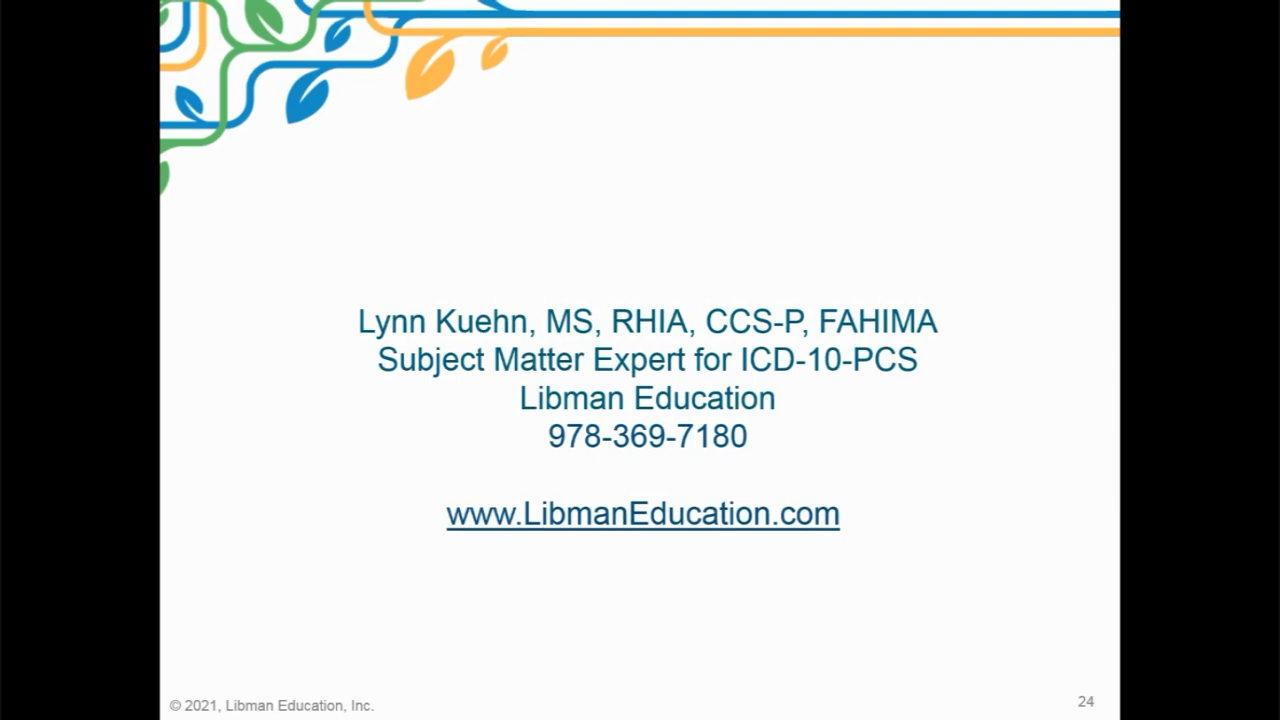 Lynn Kuehn, MS, RHIA, CCS-P, FAHIMA
Subject Matter Expert for ICD-10-PCS
Libman Education
978-369-7180
www.LibmanEducation.com
© 2021, Libman Education, Inc.
24